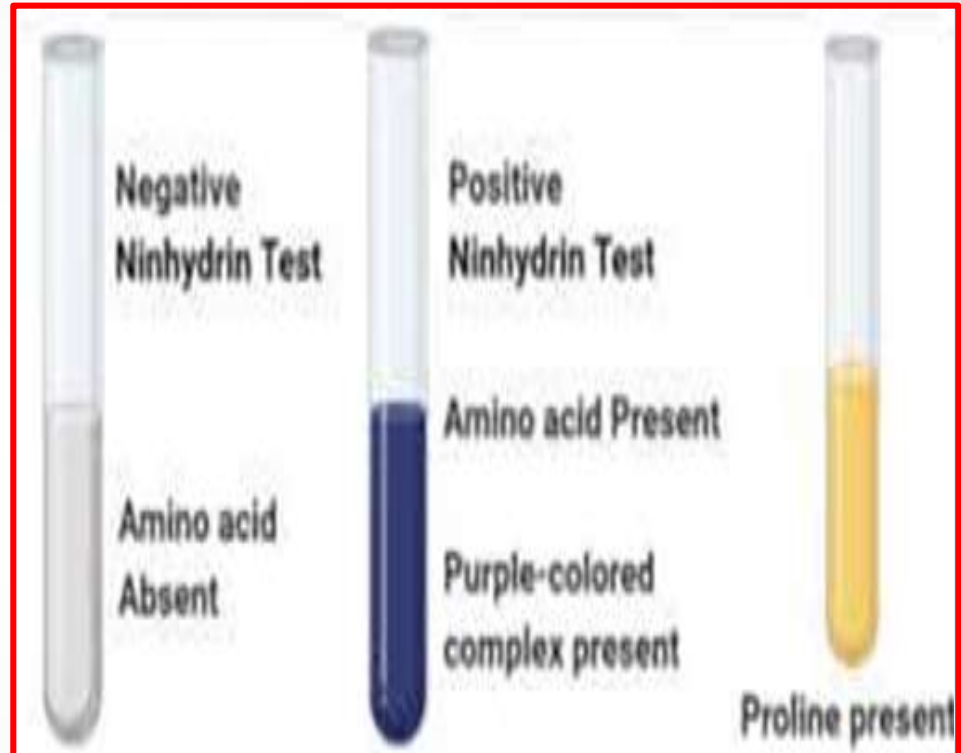 Negative
Ninhydrin Test
Amino acid
Absent
Positive
Ninhydrin Test
Amino acid Present
Purple-colored
complex present
Proline present